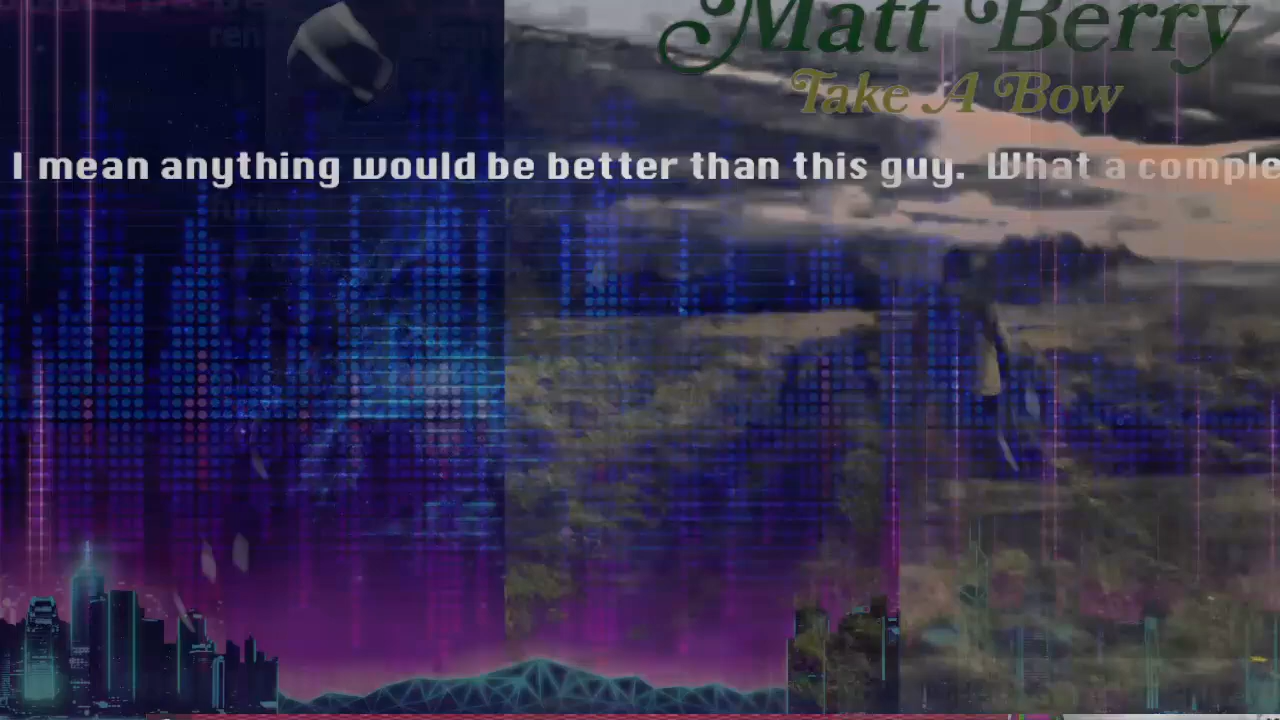 Matt Berry
Take A Bow
I mean anything would be better than this guy. What a comple